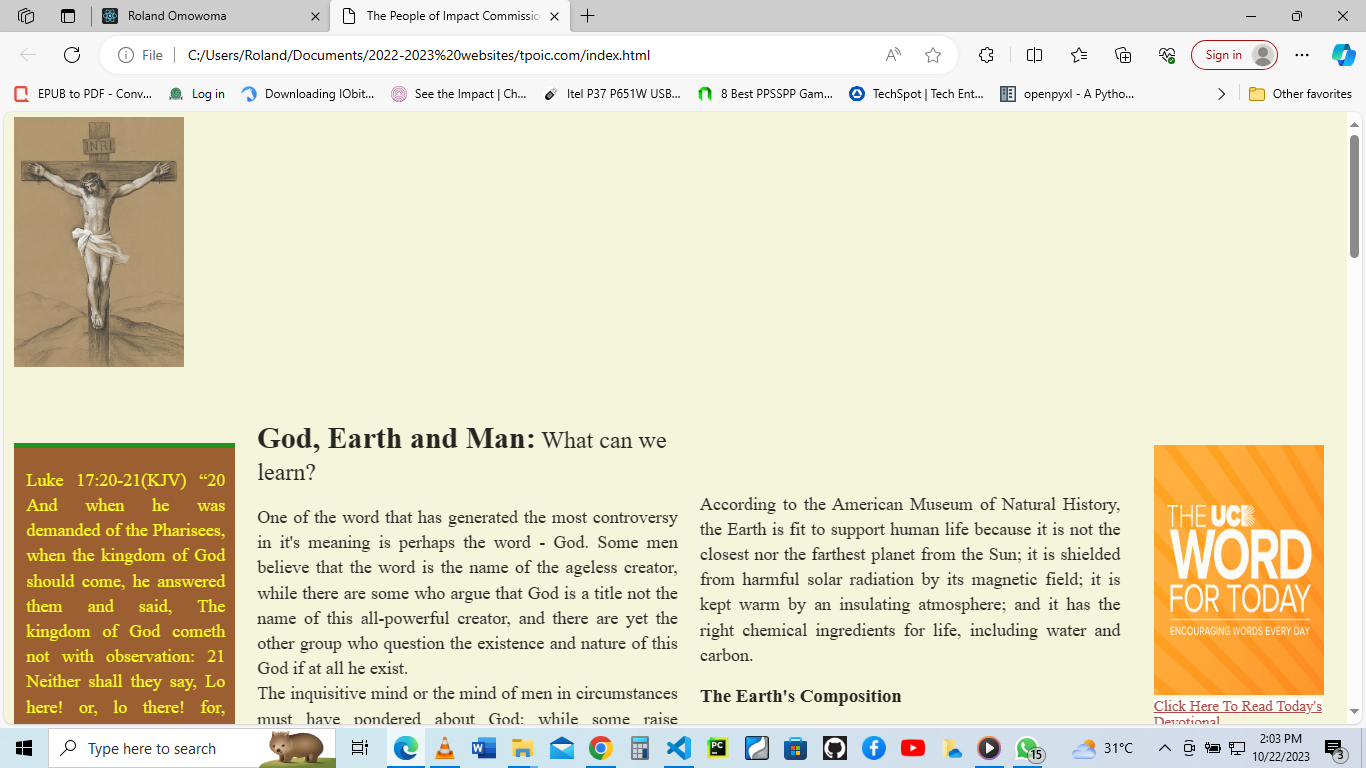 Roland Omowoma
The People of Impact Commissio
File
C:/Users/Roland/Documents/2022-2023%20websites/tpoic.com/index.html
Sign in
EPUB to PDF - Conv...
Log in
Downloading IObit...
See the Impact | Ch...
Itel P37 P651W USB...
8 Best PPSSPP Gam...
TechSpot | Tech Ent...
openpyxl - A Pytho...
Other favorites
INRI
Luke 17:20-21(KJV) “20
And when he was
demanded of the Pharisees,
when the kingdom of God
should come, he answered
them and said, The
kingdom of God cometh
not with observation: 21
Neither shall they say, Lo
here! or, lo there! for,
God, Earth and Man: What can we
learn?
One of the word that has generated the most controversy
in it's meaning is perhaps the word - God. Some men
believe that the word is the name of the ageless creator,
while there are some who argue that God is a title not the
name of this all-powerful creator, and there are yet the
other group who question the existence and nature of this
God if at all he exist.
The inquisitive mind or the mind of men in circumstances
must have pondered about God; while some raise
According to the American Museum of Natural History,
the Earth is fit to support human life because it is not the
closest nor the farthest planet from the Sun; it is shielded
from harmful solar radiation by its magnetic field; it is
kept warm by an insulating atmosphere; and it has the
right chemical ingredients for life, including water and
carbon.
The Earth's Composition
THE UCB
WORD
FOR TODAY
ENCOURAGING WORDS EVERY DAY
Click Here To Read Today's
Devotional
Type here to search
15
31°C
2:03 PM
10/22/2023
3